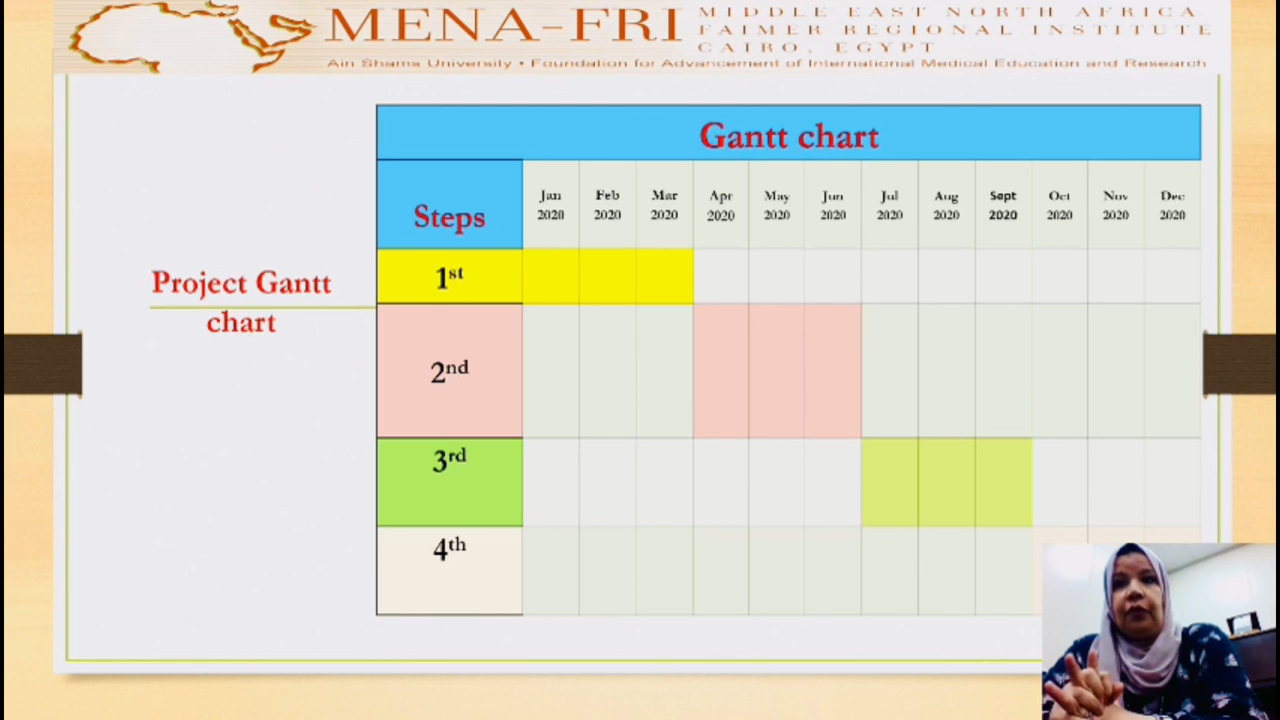 MENA-FRI
MIDDLE EAST NORTH AFRICA
FAIMER REGIONAL INSTITUTE
CAIRO, EGYPT
Ain Shams University • Foundation for Advancement of International Medical Education and Research
Gantt chart
Steps
Jan 2020
Feb 2020
Mar 2020
Apr 2020
May 2020
Jun 2020
Jul 2020
Aug 2020
Sept 2020
Oct 2020
Nov 2020
Dec 2020
Project Gantt
chart
1st
2nd
3rd
4th